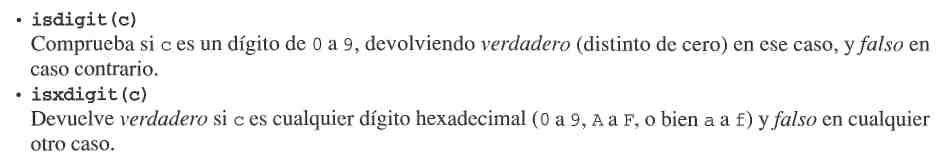 • isdigit(c)
Comprueba si c es un dígito de 0 a 9, devolviendo verdadero (distinto de cero) en ese caso, y falso en
caso contrario.
• isxdigit(c)
Devuelve verdadero si c es cualquier dígito hexadecimal (0 a 9, A a F, o bien a a f) y falso en cualquier
otro caso.